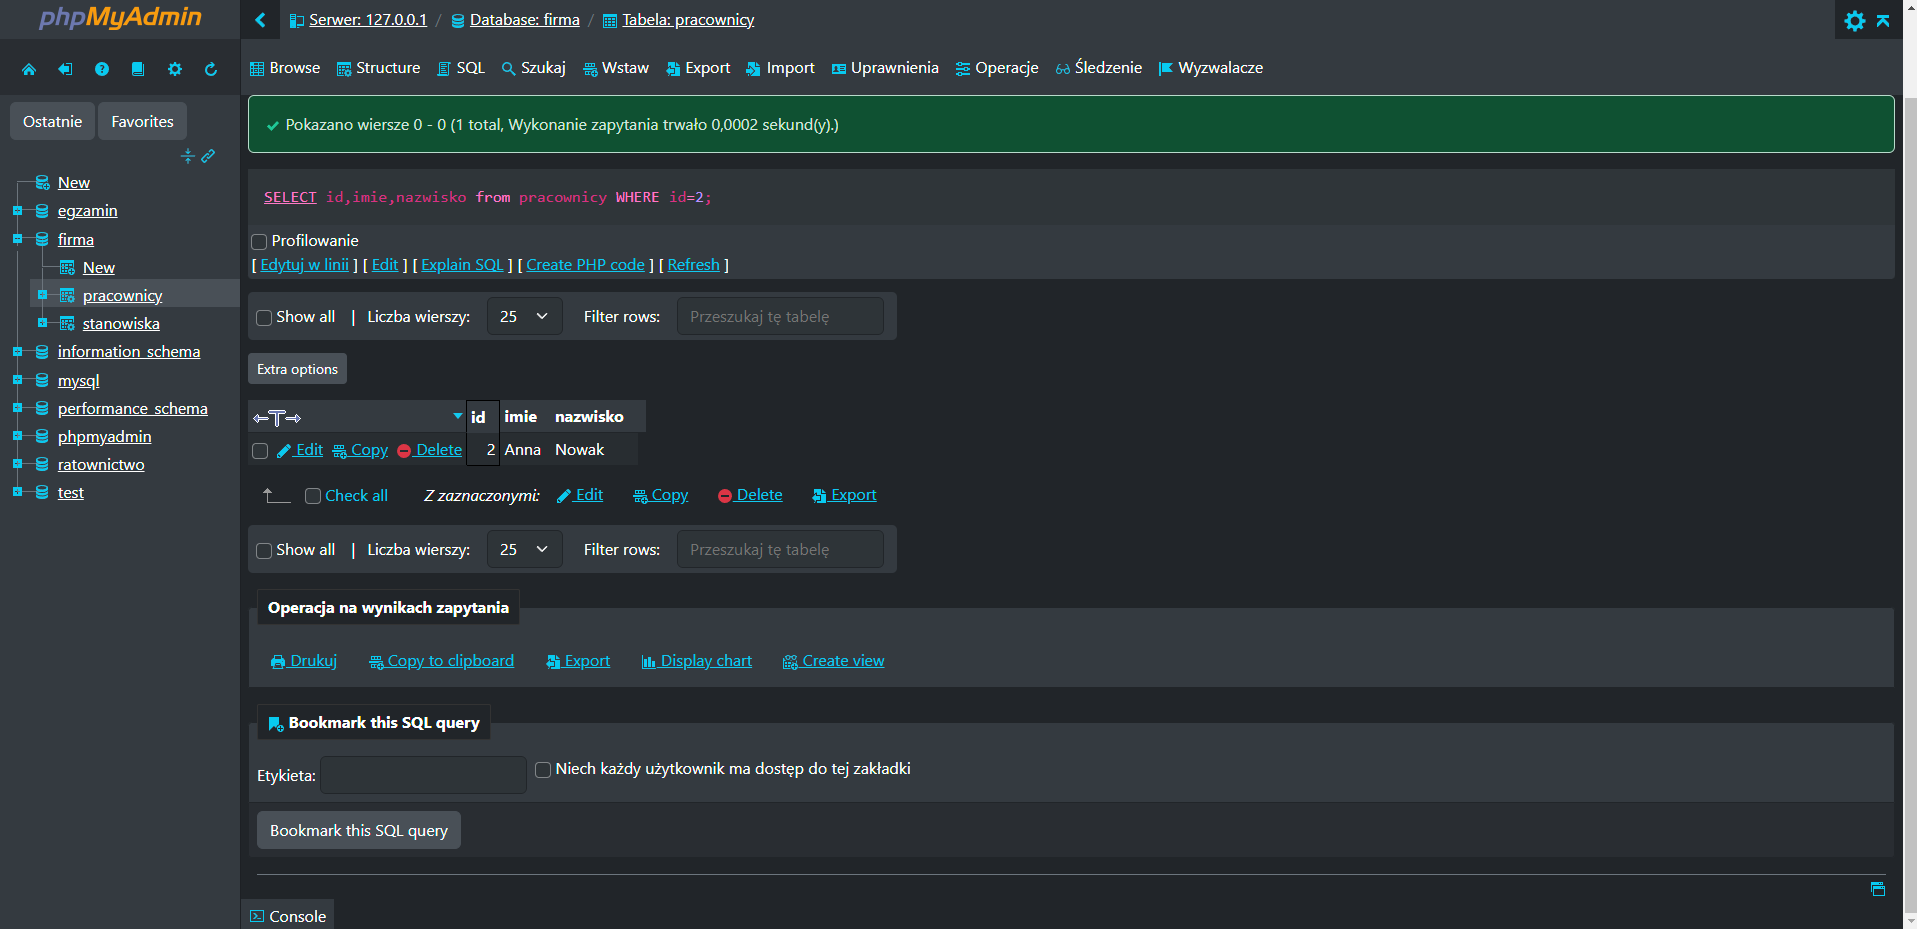 phpMyAdmin
Serwer: 127.0.0.1 / Database: firma / Tabela: pracownicy
Browse Structure SQL Szukaj Wstaw Export Import Uprawnienia Operacje Śledzenie Wyzwalacze
Ostatnie Favorites
New
egzamin
firma
New
pracownicy
stanowiska
information_schema
mysql
performance_schema
phpmyadmin
ratownictwo
test
Pokazano wiersze 0 - 0 (1 total, Wykonanie zapytania trwało 0,0002 sekund(y).)
SELECT id,imie,nazwisko from pracownicy WHERE id=2;
Profilowanie
[ Edytuj w linii ] [ Edit ] [ Explain SQL ] [ Create PHP code ] [ Refresh ]
Show all | Liczba wierszy: 25 Filter rows: Przeszukaj tę tabelę
Extra options
←T→ id imie nazwisko
Edit Copy Delete 2 Anna Nowak
Check all Z zaznaczonymi: Edit Copy Delete Export
Show all | Liczba wierszy: 25 Filter rows: Przeszukaj tę tabelę
Operacja na wynikach zapytania
Drukuj Copy to clipboard Export Display chart Create view
Bookmark this SQL query
Etykieta: Niech każdy użytkownik ma dostęp do tej zakładki
Bookmark this SQL query
Console